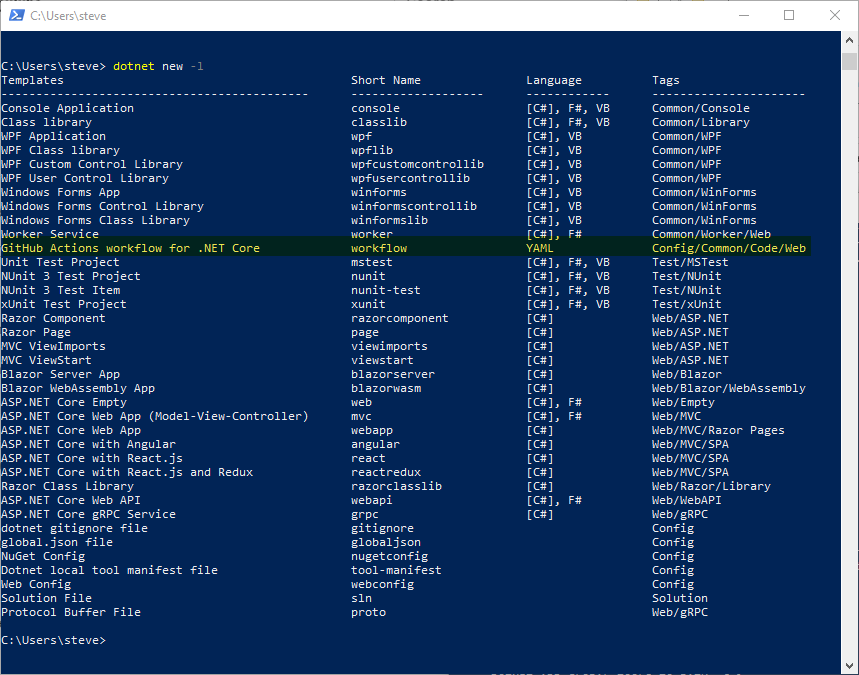 C:\Users\steve
C:\Users\steve> dotnet new -l
Templates Short Name Language Tags
-------------------------------------------- ------------------- ------------ ----------------------
Console Application console [C#], F#, VB Common/Console
Class library classlib [C#], F#, VB Common/Library
WPF Application wpf [C#], VB Common/WPF
WPF Class library wpflib [C#], VB Common/WPF
WPF Custom Control Library wpfcustomcontrollib [C#], VB Common/WPF
WPF User Control Library wpfusercontrollib [C#], VB Common/WPF
Windows Forms App winforms [C#], VB Common/WinForms
Windows Forms Control Library winformscontrollib [C#], VB Common/WinForms
Windows Forms Class Library winformslib [C#], VB Common/WinForms
Worker Service worker [C#], F# Common/Worker/Web
GitHub Actions workflow for .NET Core workflow YAML Config/Common/Code/Web
Unit Test Project mstest [C#], F#, VB Test/MSTest
NUnit 3 Test Project nunit [C#], F#, VB Test/NUnit
NUnit 3 Test Item nunit-test [C#], F#, VB Test/NUnit
xUnit Test Project xunit [C#], F#, VB Test/xUnit
Razor Component razorcomponent [C#] Web/ASP.NET
Razor Page page [C#] Web/ASP.NET
MVC ViewImports viewimports [C#] Web/ASP.NET
MVC ViewStart viewstart [C#] Web/ASP.NET
Blazor Server App blazorserver [C#] Web/Blazor
Blazor WebAssembly App blazorwasm [C#] Web/Blazor/WebAssembly
ASP.NET Core Empty web [C#], F# Web/Empty
ASP.NET Core Web App (Model-View-Controller) mvc [C#], F# Web/MVC
ASP.NET Core Web App webapp [C#] Web/MVC/Razor Pages
ASP.NET Core with Angular angular [C#] Web/MVC/SPA
ASP.NET Core with React.js react [C#] Web/MVC/SPA
ASP.NET Core with React.js and Redux reactredux [C#] Web/MVC/SPA
Razor Class Library razorclasslib [C#] Web/Razor/Library
ASP.NET Core Web API webapi [C#], F# Web/WebAPI
ASP.NET Core gRPC Service grpc [C#] Web/gRPC
dotnet gitignore file gitignore Config
global.json file globaljson Config
NuGet Config nugetconfig Config
Dotnet local tool manifest file tool-manifest Config
Web Config webconfig Config
Solution File sln Solution
Protocol Buffer File proto Web/gRPC
C:\Users\steve>